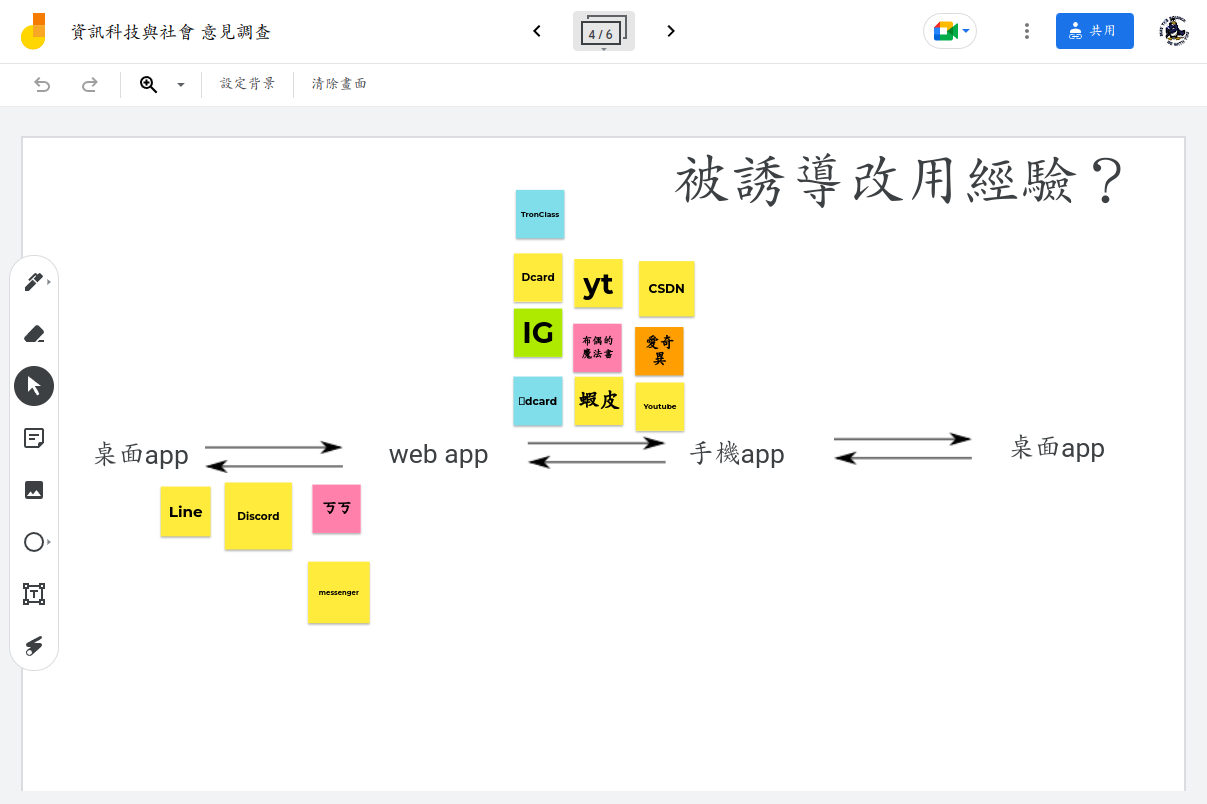 資訊科技與社會 意見調查
4 / 6
共用
設定背景
清除畫面
被誘導改用經驗？
TronClass
Dcard
yt
CSDN
IG
布偶的
魔法書
愛奇
異
dcard
蝦皮
Youtube
桌面app
web app
手機app
桌面app
Line
Discord
ㄎㄎ
messenger